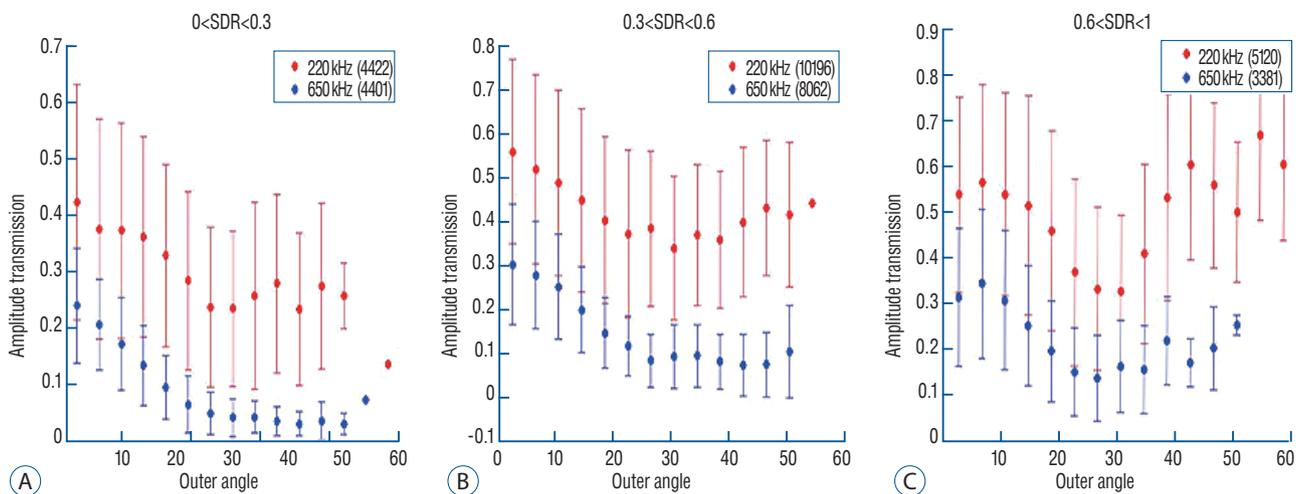 0<SDR<0.3
0.7
0.6
0.5
0.4
0.3
0.2
0.1
0
Amplitude transmission
220 kHz (4422)
650 kHz (4401)
10 20 30 40 50 60
Outer angle
A
0.3<SDR<0.6
0.8
0.7
0.6
0.5
0.4
0.3
0.2
0.1
0
-0.1
Amplitude transmission
220 kHz (10196)
650 kHz (8062)
0 10 20 30 40 50 60
Outer angle
B
0.6<SDR<1
0.9
0.8
0.7
0.6
0.5
0.4
0.3
0.2
0.1
0
Amplitude transmission
220 kHz (5120)
650 kHz (3381)
10 20 30 40 50 60
Outer angle
C